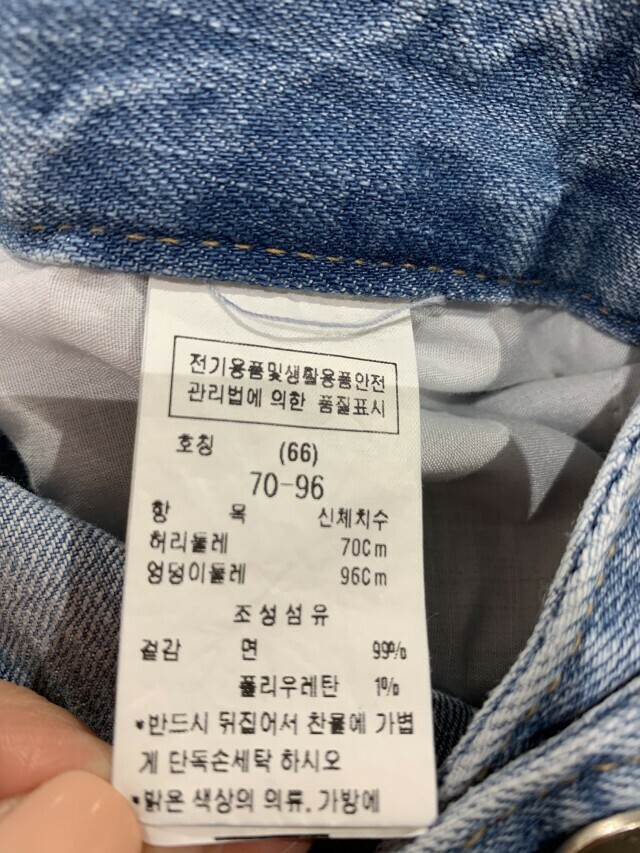 전기용품및생활용품안전
관리법에 의한 품질표시
호칭 (66)
70-96
항 목 신체치수
허리둘레 70Cm
엉덩이둘레 96Cm
조성섬유
겉감 면 99%
폴리우레탄 1%
*반드시 뒤집어서 찬물에 가볍
게 단독손세탁 하시오
*밝은 색상의 의류, 가방에